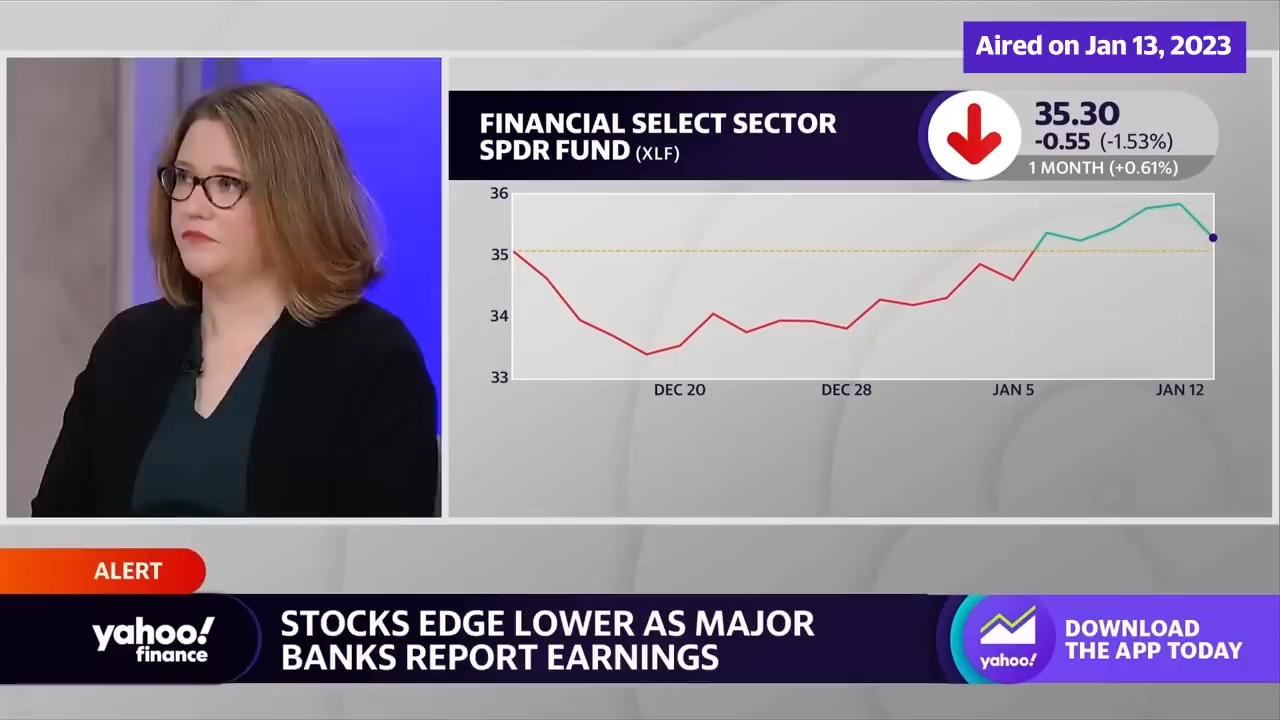 Aired on Jan 13, 2023
FINANCIAL SELECT SECTOR
SPDR FUND (XLF)
35.30
-0.55 (-1.53%)
1 MONTH (+0.61%)
36
35
34
33
DEC 20
DEC 28
JAN 5
JAN 12
ALERT
yahoo!
finance
STOCKS EDGE LOWER AS MAJOR
BANKS REPORT EARNINGS
yahoo!
DOWNLOAD
THE APP TODAY